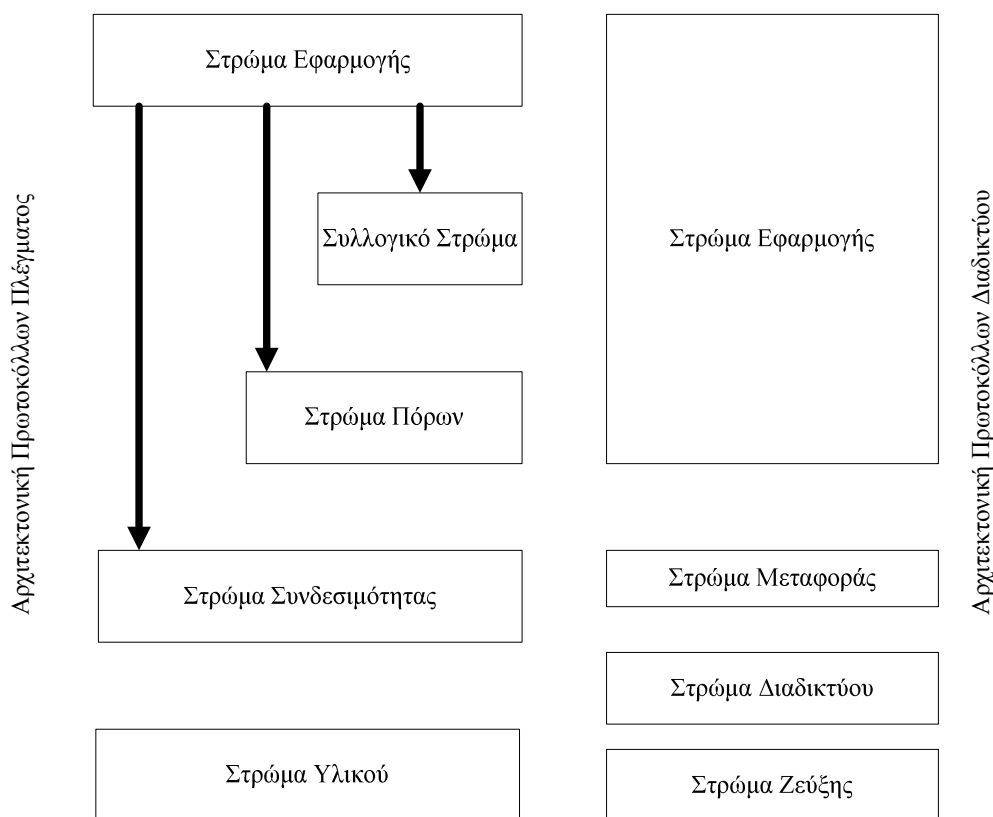 Αρχιτεκτονική Πρωτοκόλλων Πλέγματος
Στρώμα Εφαρμογής
Συλλογικό Στρώμα
Στρώμα Πόρων
Στρώμα Συνδεσιμότητας
Στρώμα Υλικού
Στρώμα Εφαρμογής
Στρώμα Μεταφοράς
Στρώμα Διαδικτύου
Στρώμα Ζεύξης
Αρχιτεκτονική Πρωτοκόλλων Διαδικτύου